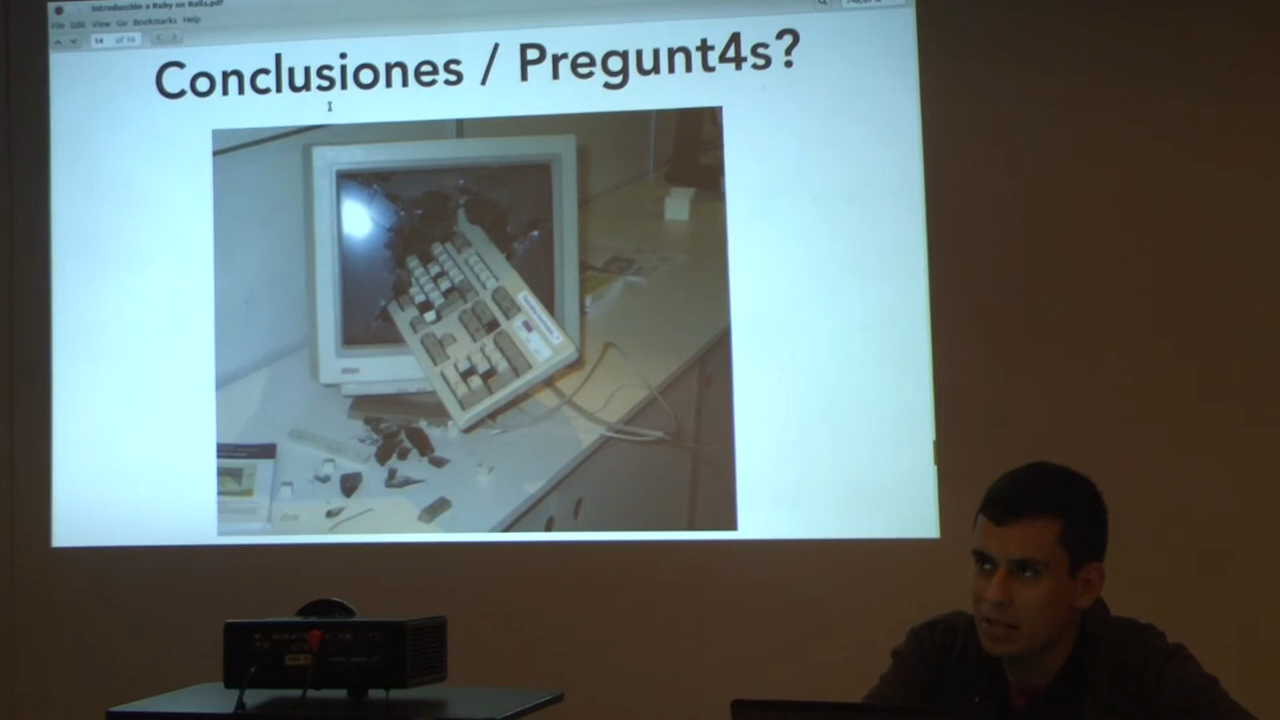 Introducción a Ruby on Rails.pdf
File Edit View Go Bookmarks Help
14 of 16
Conclusiones / Pregunt4s?